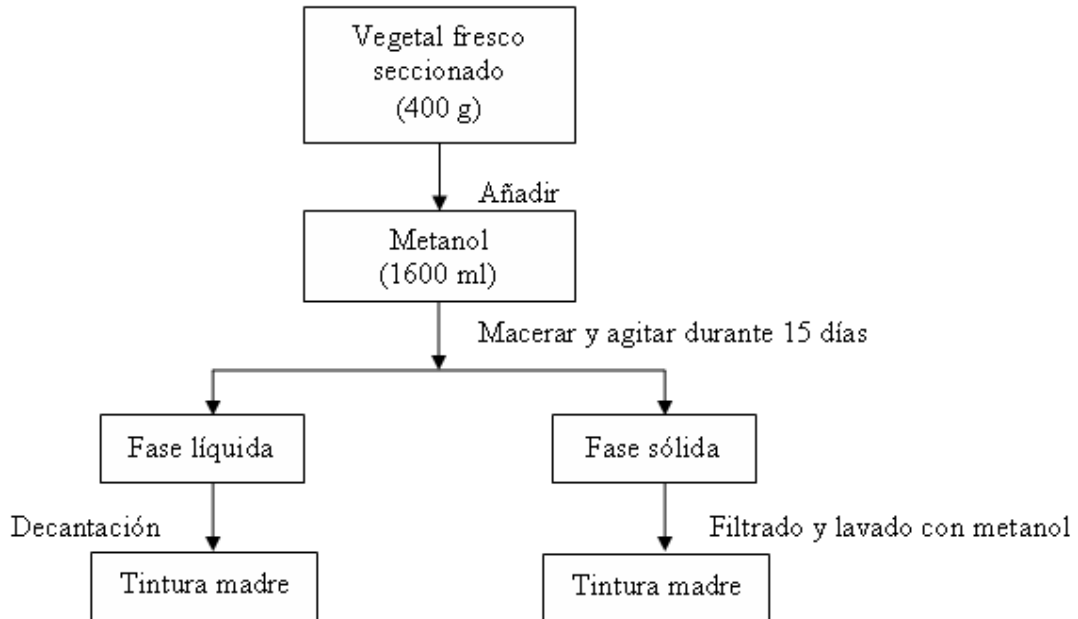 Vegetal fresco
seccionado
(400 g)
Añadir
Metanol
(1600 ml)
Macerar y agitar durante 15 días
Fase líquida
Fase sólida
Decantación
Filtrado y lavado con metanol
Tintura madre
Tintura madre